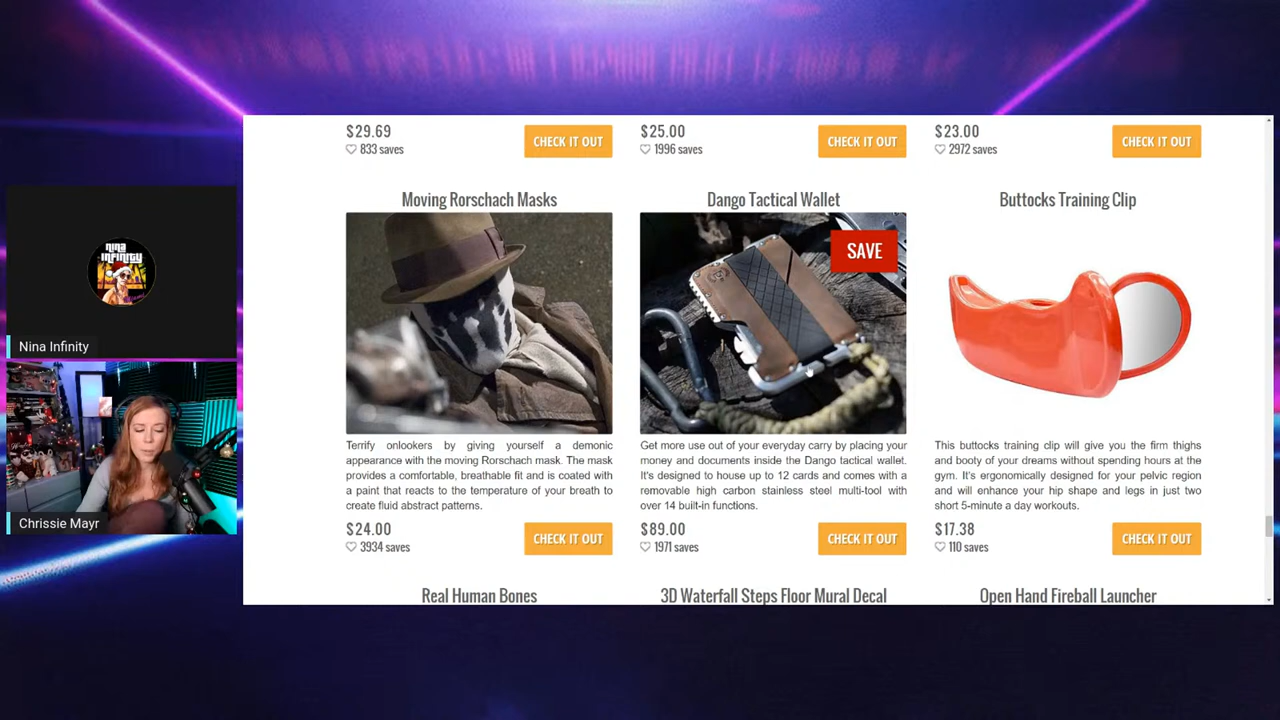 $29.69
833 saves
CHECK IT OUT
$25.00
1996 saves
CHECK IT OUT
$23.00
2972 saves
CHECK IT OUT
Moving Rorschach Masks
Terrify onlookers by giving yourself a demonic
appearance with the moving Rorschach mask. The mask
provides a comfortable, breathable fit and is coated with
a paint that reacts to the temperature of your breath to
create fluid abstract patterns.
$24.00
3934 saves
CHECK IT OUT
Dango Tactical Wallet
SAVE
Get more use out of your everyday carry by placing your
money and documents inside the Dango tactical wallet.
It's designed to house up to 12 cards and comes with a
removable high carbon stainless steel multi-tool with
over 14 built-in functions.
$89.00
1971 saves
CHECK IT OUT
Buttocks Training Clip
This buttocks training clip will give you the firm thighs
and booty of your dreams without spending hours at the
gym. It's ergonomically designed for your pelvic region
and will enhance your hip shape and legs in just two
short 5-minute a day workouts.
$17.38
110 saves
CHECK IT OUT
Real Human Bones
3D Waterfall Steps Floor Mural Decal
Open Hand Fireball Launcher
NINA
INFINITY
Nina Infinity
Chrissie Mayr